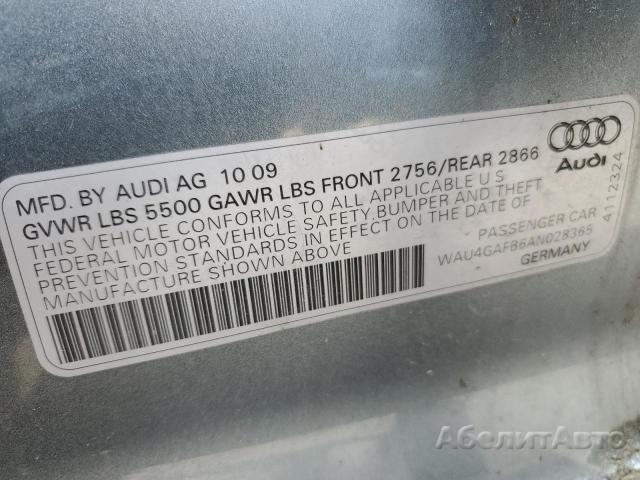 MFD. BY AUDI AG 10 09
GVWR LBS 5500 GAWR LBS FRONT 2756/REAR 2866
THIS VEHICLE CONFORMS TO ALL APPLICABLE U S
FEDERAL MOTOR VEHICLE SAFETY,BUMPER AND THEFT
PREVENTION STANDARDS IN EFFECT ON THE DATE OF
MANUFACTURE SHOWN ABOVE
PASSENGER CAR
WAU4GAFB6AN028365
GERMANY
Audi
4112324
АбелитАвто